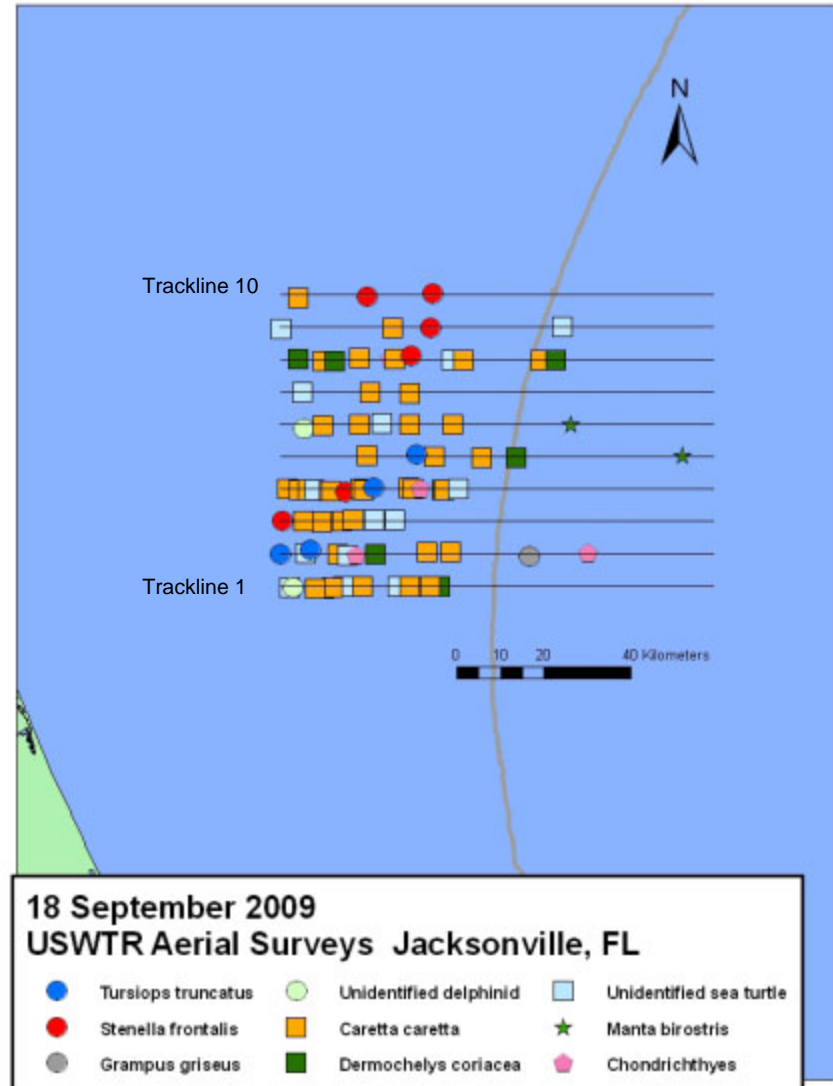 N
Trackline 10
Trackline 1
0 10 20 40 Kilometers
18 September 2009
USWTR Aerial Surveys Jacksonville, FL
Tursiops truncatus Unidentified delphinid Unidentified sea turtle
Stenella frontalis Caretta caretta Manta birostris
Grampus griseus Dermochelys coriacea Chondrichthyes